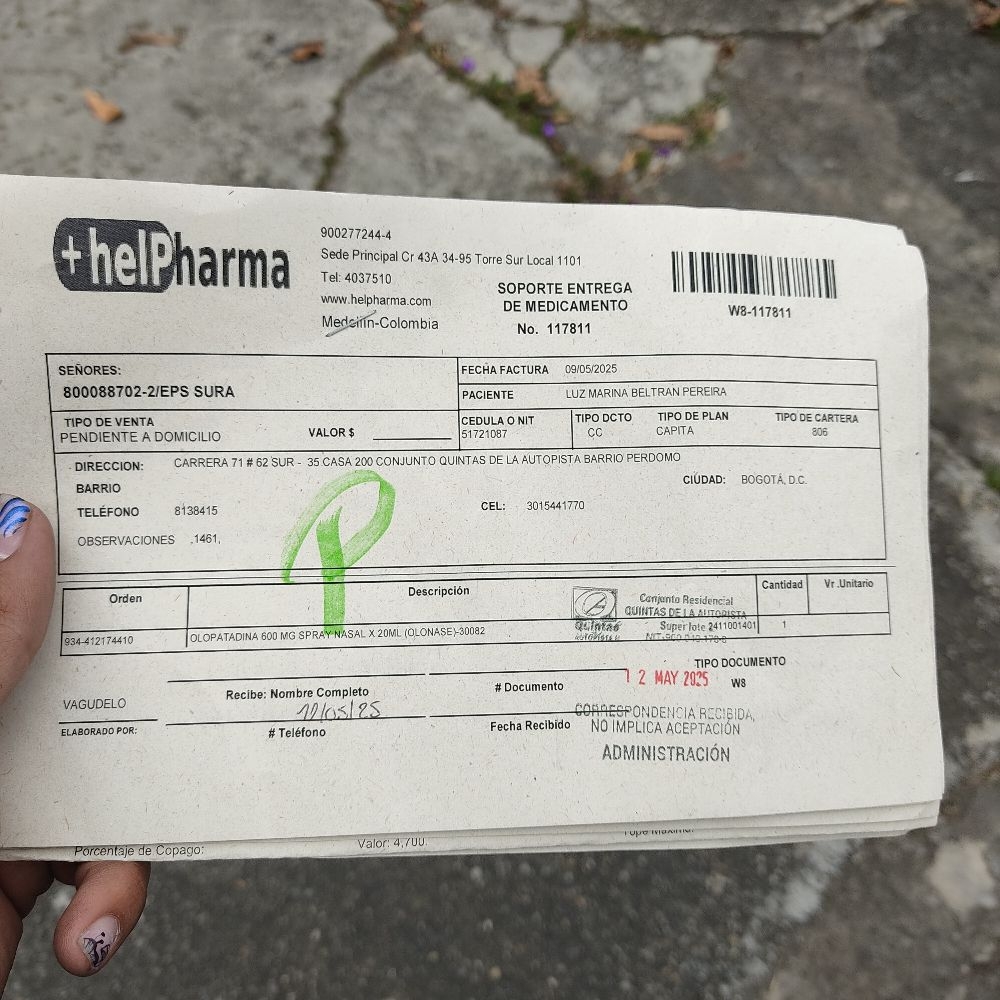 +helPharma
900277244-4
Sede Principal Cr 43A 34-95 Torre Sur Local 1101
Tel: 4037510
www.helpharma.com
Medellin-Colombia
SOPORTE ENTREGA
DE MEDICAMENTO
No. 117811
W8-117811
SEÑORES:
800088702-2/EPS SURA
FECHA FACTURA 09/05/2025
PACIENTE LUZ MARINA BELTRAN PEREIRA
TIPO DE VENTA
PENDIENTE A DOMICILIO
VALOR $
CEDULA O NIT
51721087
TIPO DCTO
CC
TIPO DE PLAN
CAPITA
TIPO DE CARTERA
806
DIRECCION: CARRERA 71 # 62 SUR - 35 CASA 200 CONJUNTO QUINTAS DE LA AUTOPISTA BARRIO PERDOMO
BARRIO
CIUDAD: BOGOTÁ, D.C.
TELÉFONO 8138415
CEL: 3015441770
OBSERVACIONES .1461,
P
Orden Descripción Cantidad Vr .Unitario
934-412174410 OLOPATADINA 600 MG SPRAY NASAL X 20ML (OLONASE)-30082 1
Conjunto Residencial
QUINTAS DE LA AUTOPISTA
Superlote 2411001401
Quintas
TIPO DOCUMENTO
W8
12 MAY 2025
VAGUDELO
ELABORADO POR:
Recibe: Nombre Completo
# Documento
# Teléfono
Fecha Recibido
CORRESPONDENCIA RECIBIDA,
NO IMPLICA ACEPTACIÓN
ADMINISTRACIÓN
Porcentaje de Copago:
Valor: 4,700.
Tope Maximo: